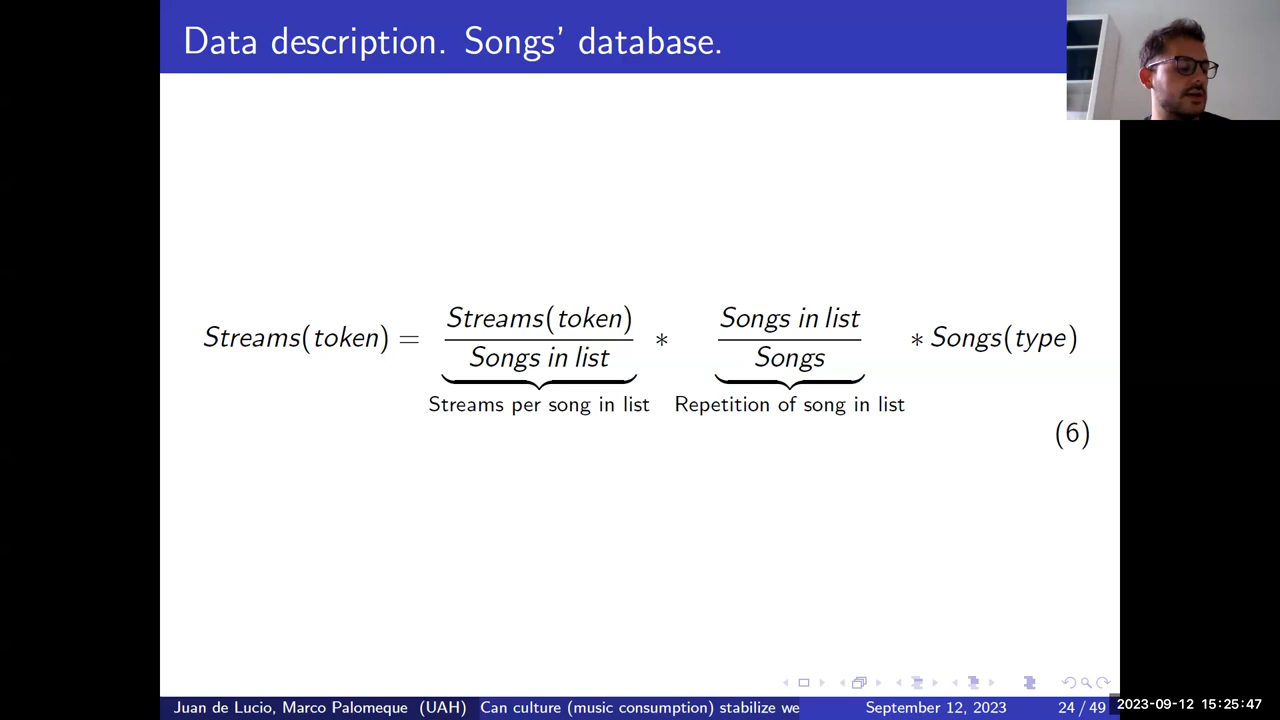 Data description. Songs' database.
Streams(token) = Streams(token) / Songs in list * Songs in list / Songs * Songs(type)
Streams per song in list Repetition of song in list
(6)
Juan de Lucio, Marco Palomeque (UAH) Can culture (music consumption) stabilize we September 12, 2023 24 / 49
2023-09-12 15:25:47